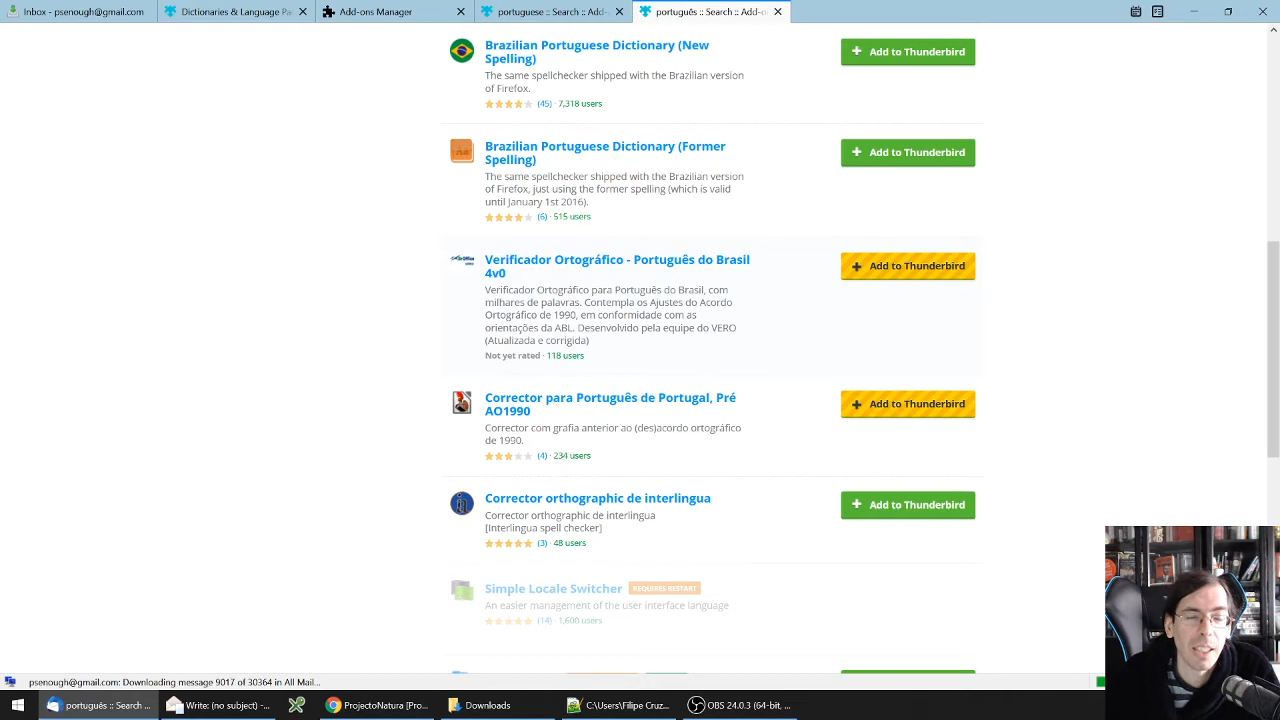 Inbox
Dictionaries & Language Pa
Add-ons Manager
portugues :: Search :: Add-o
Brazilian Portuguese Dictionary (New
Spelling)
The same spellchecker shipped with the Brazilian version
of Firefox.
(45) · 7,318 users
Add to Thunderbird
Brazilian Portuguese Dictionary (Former
Spelling)
The same spellchecker shipped with the Brazilian version
of Firefox, just using the former spelling (which is valid
until January 1st 2016).
(6) · 515 users
Add to Thunderbird
Verificador Ortográfico - Português do Brasil
4v0
Verificador Ortográfico para Português do Brasil, com
milhares de palavras. Contempla os Ajustes do Acordo
Ortográfico de 1990, em conformidade com as
orientações da ABL. Desenvolvido pela equipe do VERO
(Atualizada e corrigida)
Not yet rated · 118 users
Add to Thunderbird
Corrector para Português de Portugal, Pré
AO1990
Corrector com grafia anterior ao (des)acordo ortográfico
de 1990.
(4) · 234 users
Add to Thunderbird
Corrector orthographic de interlingua
Corrector orthographic de interlingua
[Interlingua spell checker]
(3) · 48 users
Add to Thunderbird
Simple Locale Switcher REQUIRES RESTART
An easier management of the user interface language
(14) · 1,600 users
psenough@gmail.com: Downloading message 9017 of 30364 in All Mail...
portugues :: Search ...
Write: (no subject) - ...
ProjectoNatura [Pro...
Downloads
C:\Users\Filipe Cruz...
OBS 24.0.3 (64-bit, ...